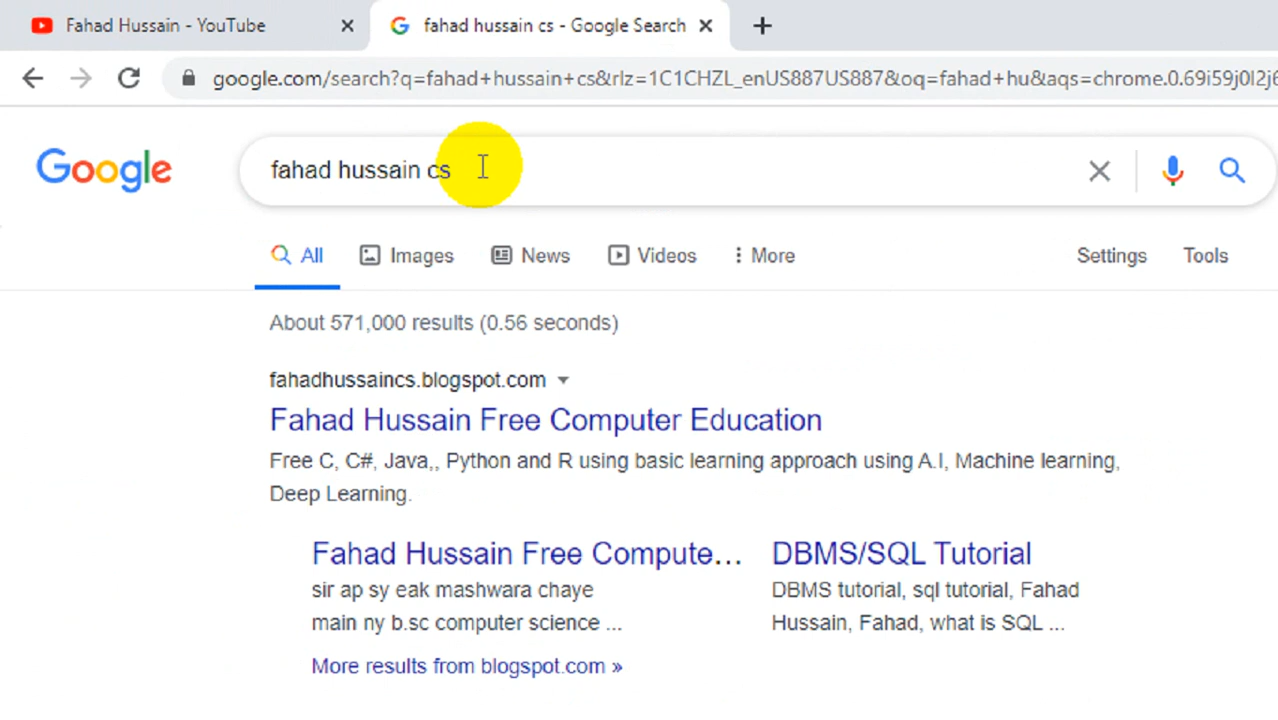 Fahad Hussain - YouTube
fahad hussain cs - Google Search
google.com/search?q=fahad+hussain+cs&rlz=1C1CHZL_enUS887US887&oq=fahad+hu&aqs=chrome.0.69i59j0l2j6
Google
fahad hussain cs
All Images News Videos More Settings Tools
About 571,000 results (0.56 seconds)
fahadhussaincs.blogspot.com
Fahad Hussain Free Computer Education
Free C, C#, Java,, Python and R using basic learning approach using A.I, Machine learning,
Deep Learning.
Fahad Hussain Free Compute...
sir ap sy eak mashwara chaye
main ny b.sc computer science ...
More results from blogspot.com »
DBMS/SQL Tutorial
DBMS tutorial, sql tutorial, Fahad
Hussain, Fahad, what is SQL ...